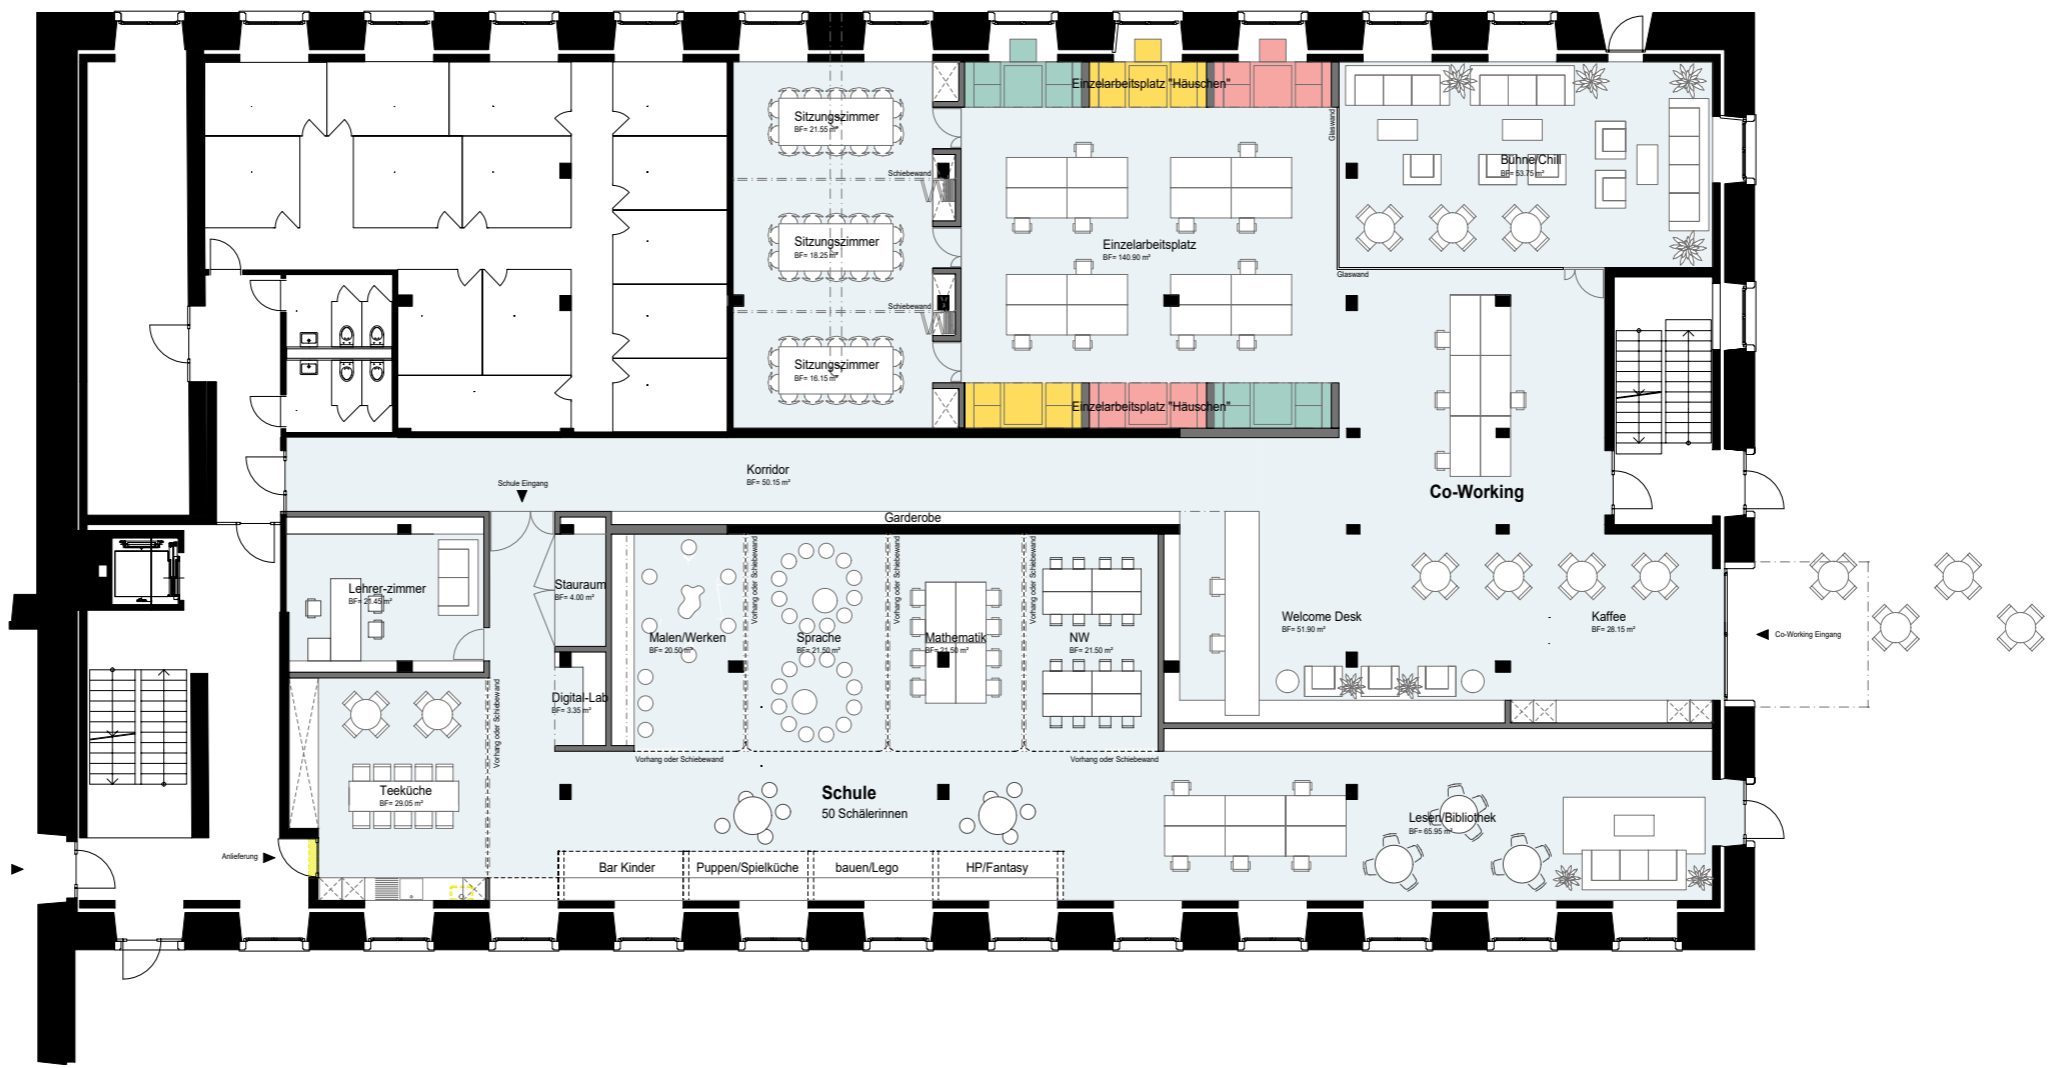 Einzelarbeitsplatz "Häuschen"
Sitzungszimmer
BF= 21.55 m²
Glaswand
Bühne/Chill
BF= 53.75 m²
Schiebewand
Sitzungszimmer
BF= 18.25 m²
Einzelarbeitsplatz
BF= 140.90 m²
Glaswand
Schiebewand
Sitzungszimmer
BF= 16.15 m²
Einzelarbeitsplatz "Häuschen"
Korridor
BF= 50.15 m²
Schule Eingang
Co-Working
Garderobe
Lehrer-zimmer
BF= 21.45 m²
Stauraum
BF= 4.00 m²
Vorhang oder Schiebewand
Vorhang oder Schiebewand
Vorhang oder Schiebewand
Malen/Werken
BF= 20.50 m²
Sprache
BF= 21.50 m²
Mathematik
BF= 21.50 m²
NW
BF= 21.50 m²
Welcome Desk
BF= 51.90 m²
Kaffee
BF= 28.15 m²
Co-Working Eingang
Digital-Lab
BF= 3.35 m²
Vorhang oder Schiebewand
Vorhang oder Schiebewand
Vorhang oder Schiebewand
Teeküche
BF= 29.05 m²
Schule
50 Schälerinnen
Lesen/Bibliothek
BF= 65.95 m²
Anlieferung
Bar Kinder
Puppen/Spielküche
bauen/Lego
HP/Fantasy